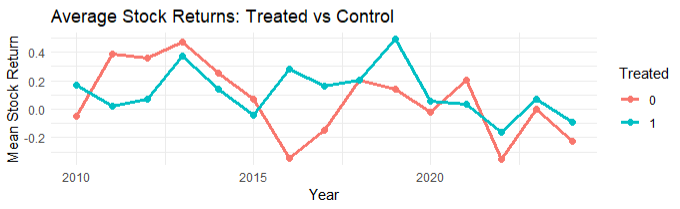 Average Stock Returns: Treated vs Control
Mean Stock Return
0.4
0.2
0.0
-0.2
2010
2015
2020
Year
Treated
0
1